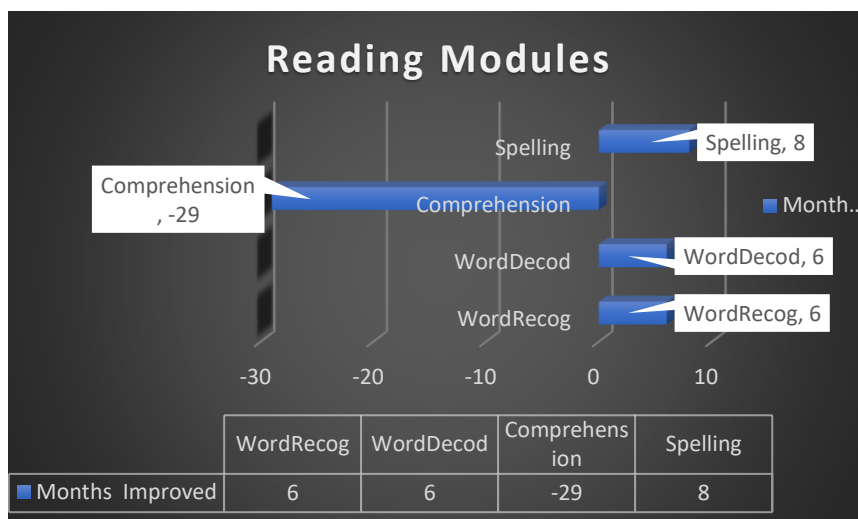 Reading Modules
Spelling
Spelling, 8
Comprehension
, -29
Comprehension
Month..
WordDecod
WordDecod, 6
WordRecog
WordRecog, 6
-30 -20 -10 0 10
WordRecog WordDecod Comprehens
ion Spelling
Months Improved 6 6 -29 8